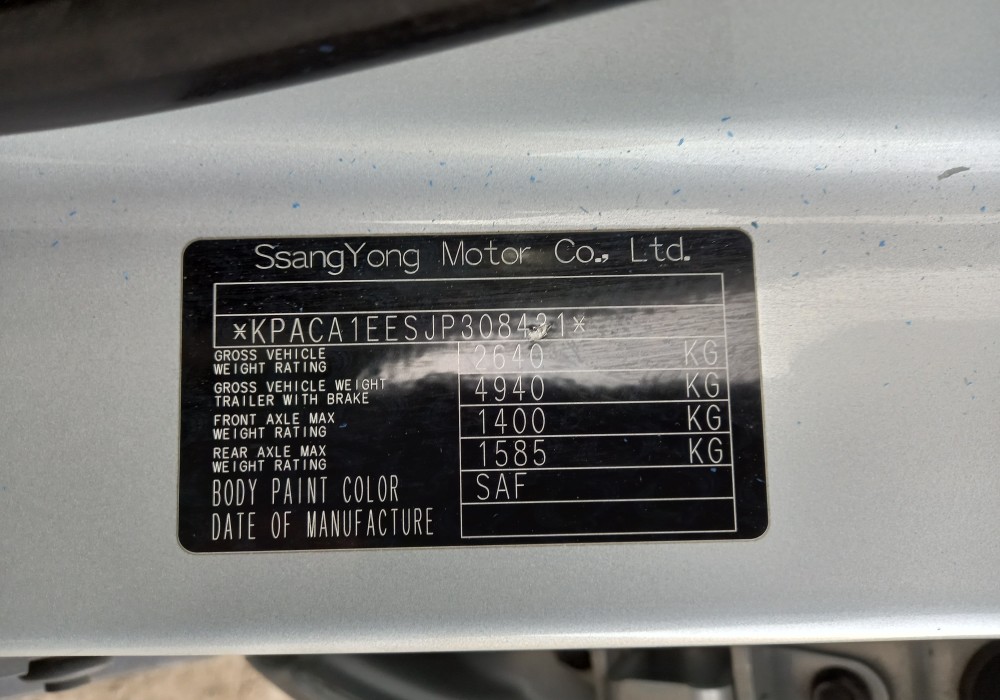 SsangYong Motor Co., Ltd.
*KPACA1EESJP308431*
GROSS VEHICLE
WEIGHT RATING 2640 KG
GROSS VEHICLE WEIGHT
TRAILER WITH BRAKE 4940 KG
FRONT AXLE MAX
WEIGHT RATING 1400 KG
REAR AXLE MAX
WEIGHT RATING 1585 KG
BODY PAINT COLOR SAF
DATE OF MANUFACTURE